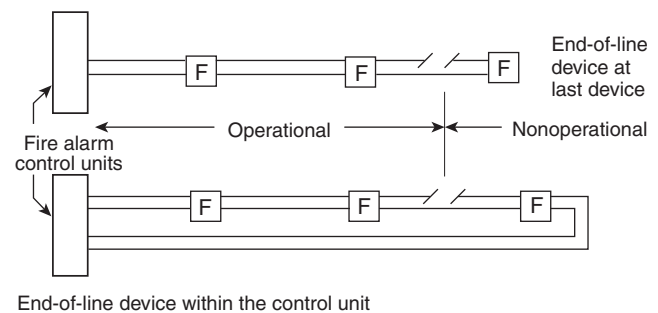 F
F
F
End-of-line
device at
last device
Operational
Nonoperational
Fire alarm
control units
F
F
F
End-of-line device within the control unit